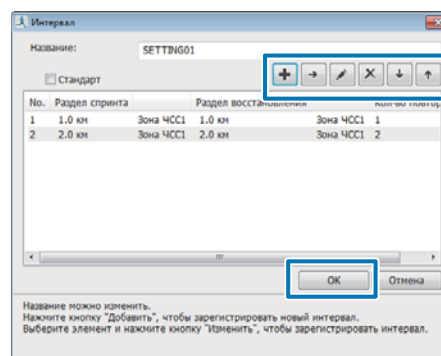 Интервал
Название: SETTING01
Стандарт
No. Раздел спринта Раздел восстановления Кол-во повтор
1 1.0 км Зона ЧСС1 1.0 км Зона ЧСС1 1
2 2.0 км Зона ЧСС1 2.0 км Зона ЧСС1 2
OK Отмена
Название можно изменить.
Нажмите кнопку "Добавить", чтобы зарегистрировать новый интервал.
Выберите элемент и нажмите кнопку "Изменить", чтобы зарегистрировать интервал.